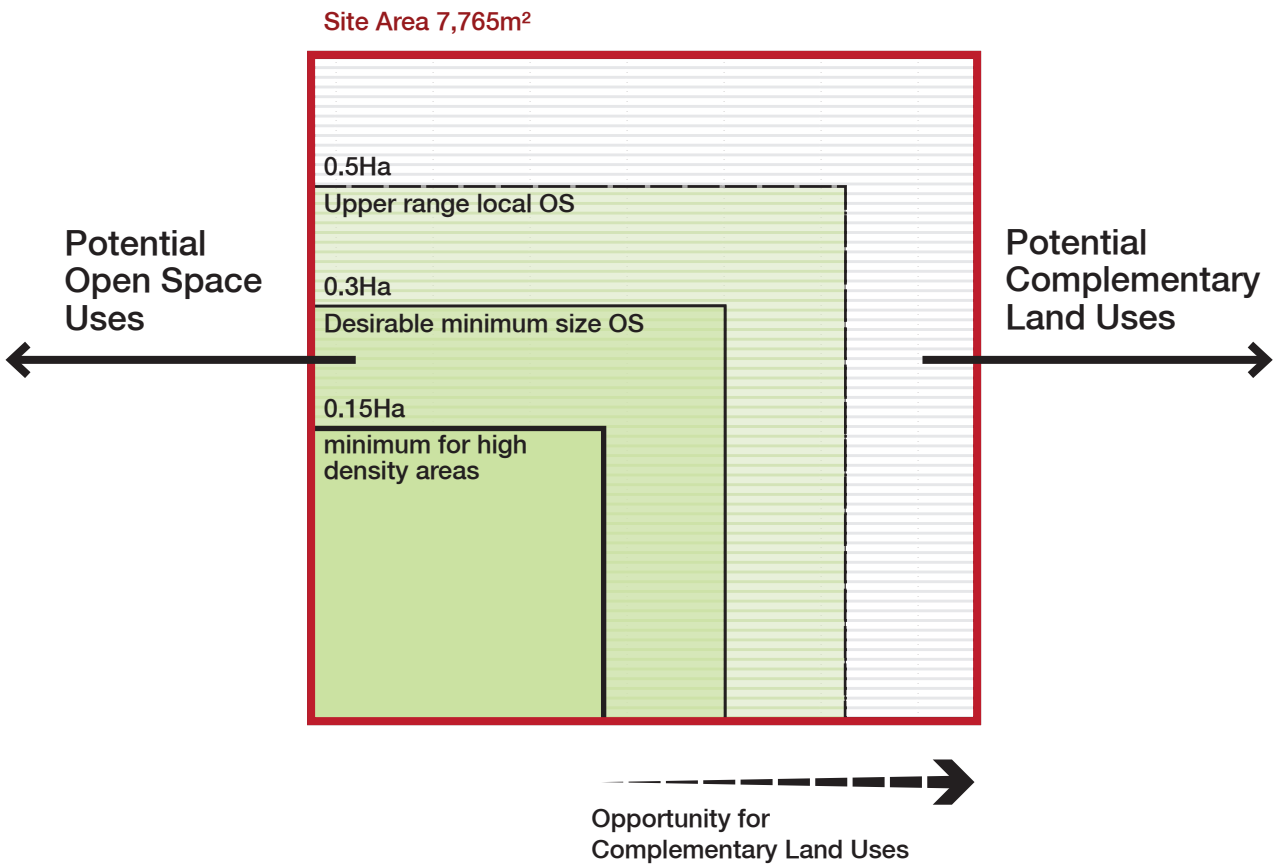 Site Area 7,765m²
0.5Ha
Upper range local OS
Potential
Open Space
Uses
Potential
Complementary
Land Uses
0.3Ha
Desirable minimum size OS
0.15Ha
minimum for high
density areas
Opportunity for
Complementary Land Uses